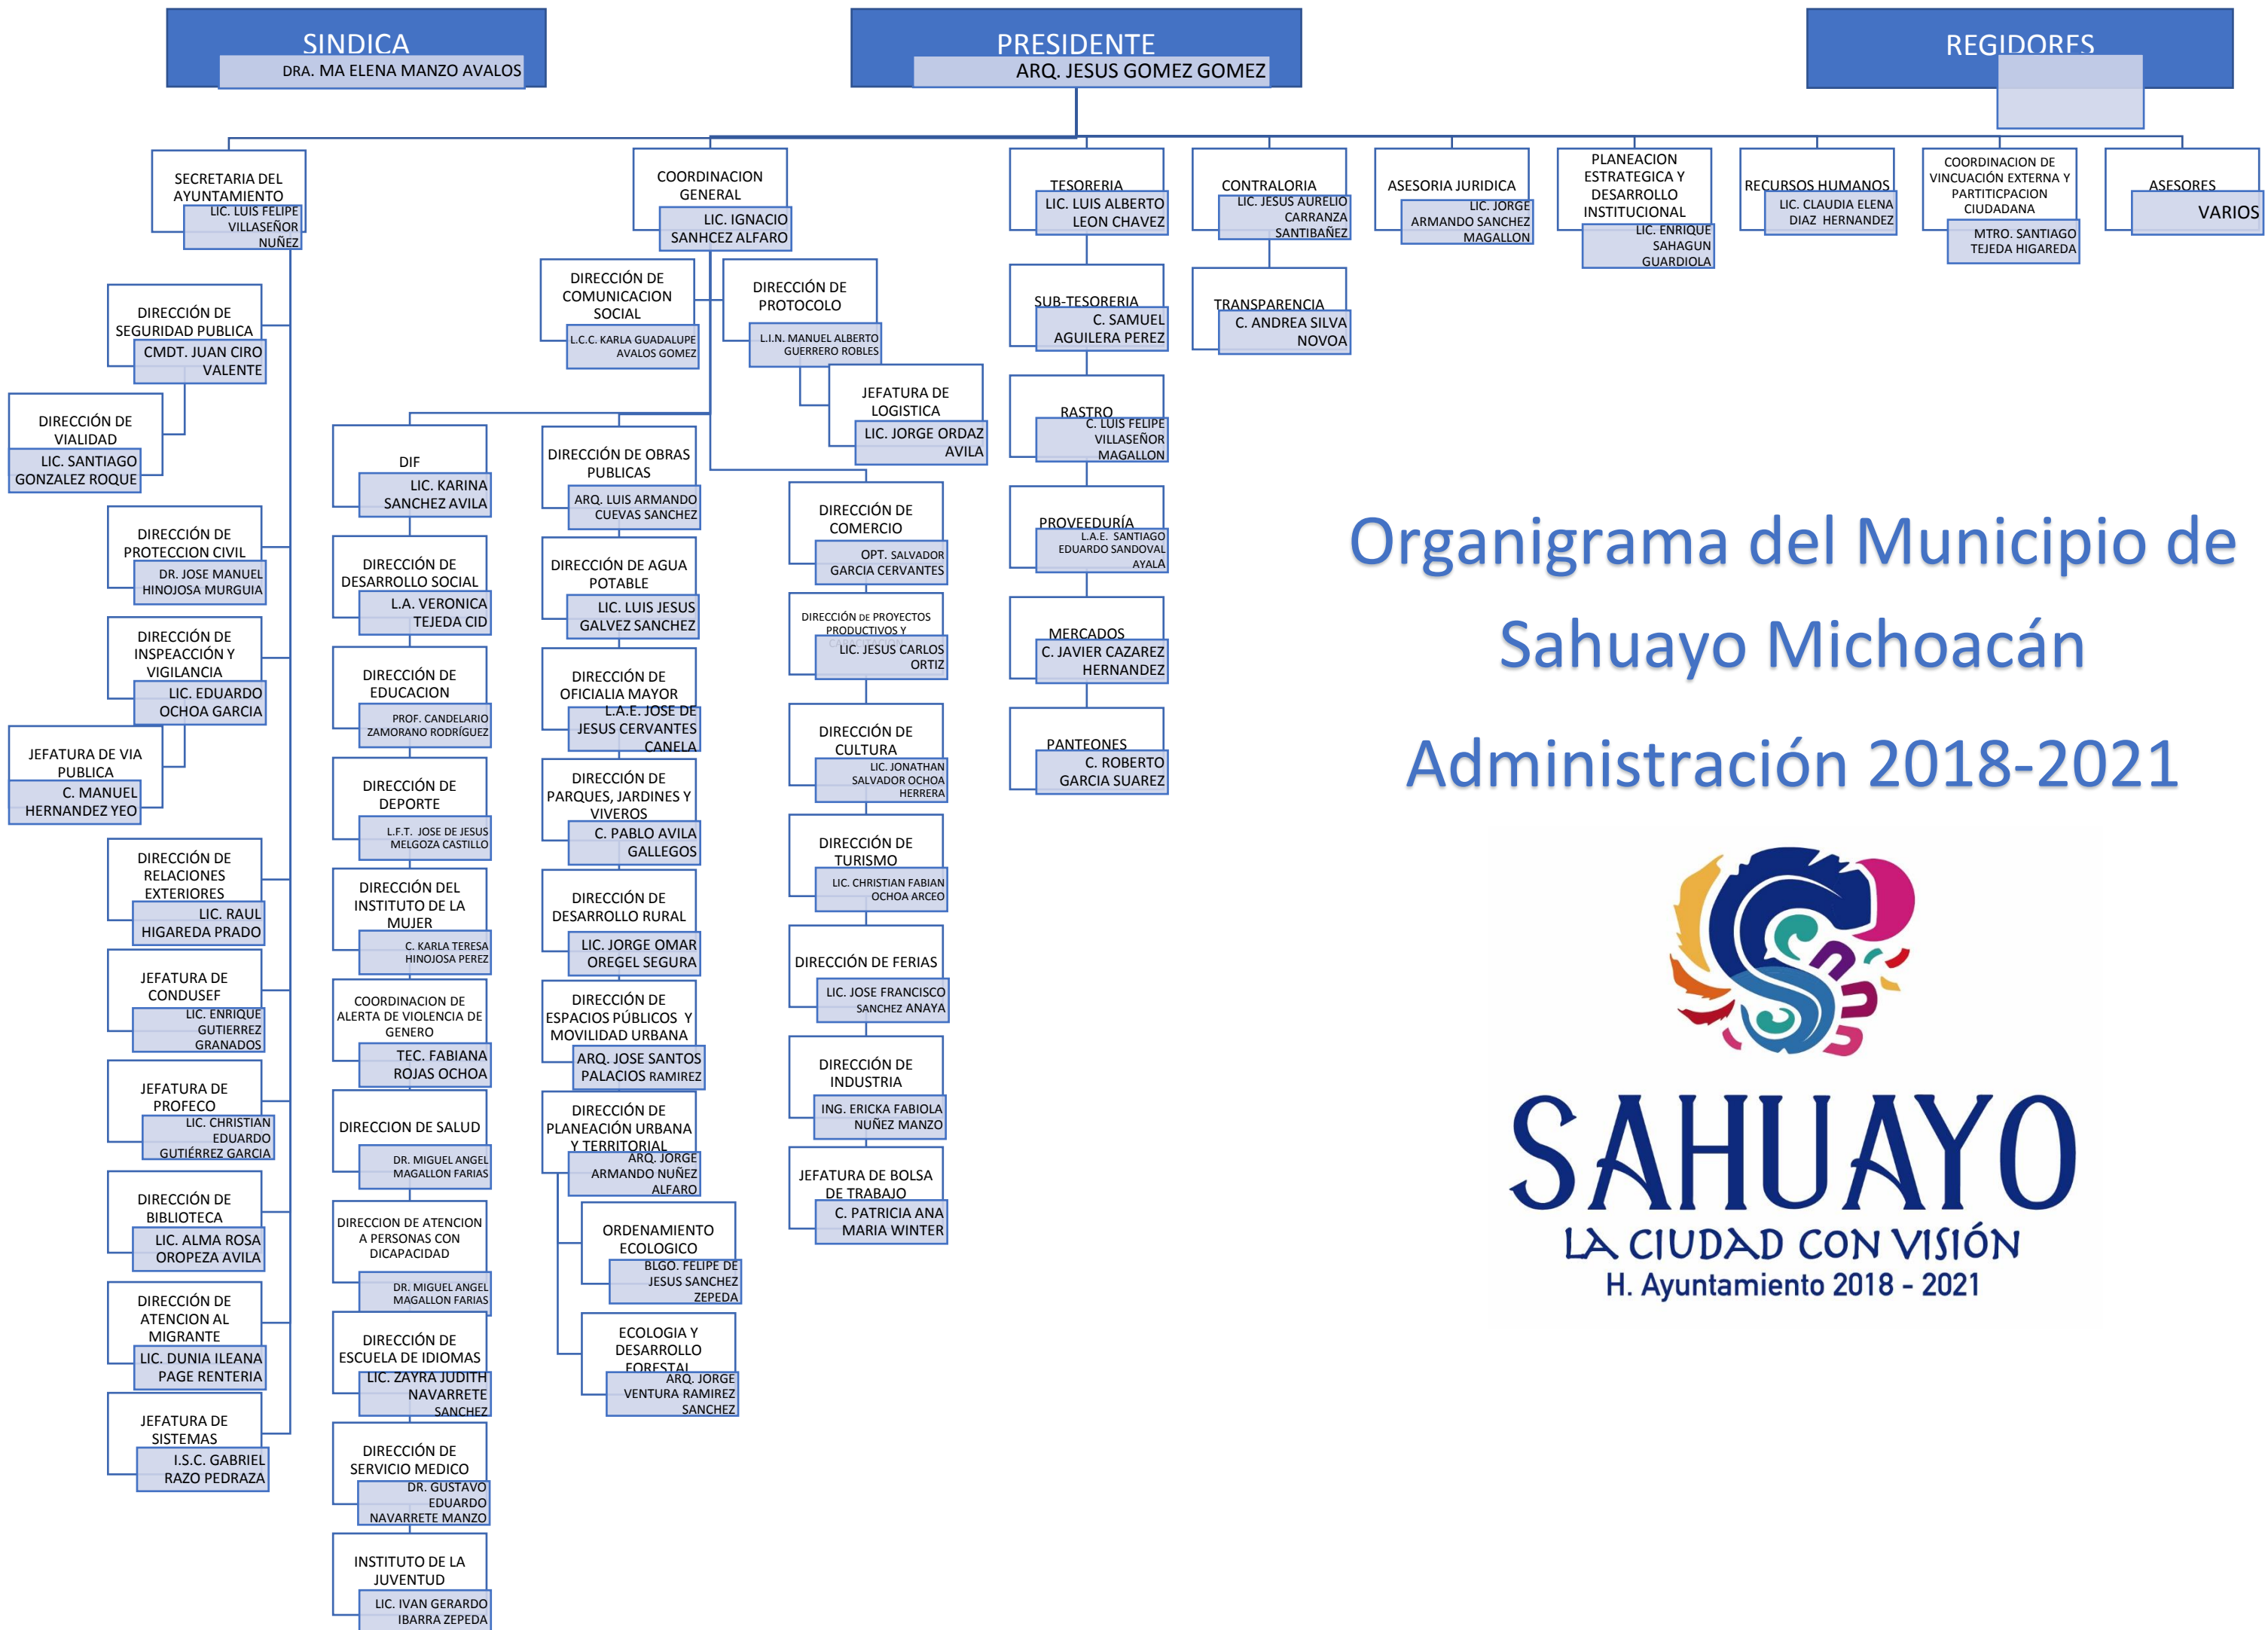 SINDICA
DRA. MA ELENA MANZO AVALOS
PRESIDENTE
ARQ. JESUS GOMEZ GOMEZ
REGIDORES
SECRETARIA DEL
AYUNTAMIENTO
LIC. LUIS FELIPE
VILLASEÑOR
NUÑEZ
COORDINACION
GENERAL
LIC. IGNACIO
SANHCEZ ALFARO
TESORERIA
LIC. LUIS ALBERTO
LEON CHAVEZ
CONTRALORIA
LIC. JESUS AURELIO
CARRANZA
SANTIBAÑEZ
ASESORIA JURIDICA
LIC. JORGE
ARMANDO SANCHEZ
MAGALLON
PLANEACION
ESTRATEGICA Y
DESARROLLO
INSTITUCIONAL
LIC. ENRIQUE
SAHAGUN
GUARDIOLA
RECURSOS HUMANOS
LIC. CLAUDIA ELENA
DIAZ HERNANDEZ
COORDINACION DE
VINCUACIÓN EXTERNA Y
PARTITICPACION
CIUDADANA
MTRO. SANTIAGO
TEJEDA HIGAREDA
ASESORES
VARIOS
DIRECCIÓN DE
SEGURIDAD PUBLICA
CMDT. JUAN CIRO
VALENTE
DIRECCIÓN DE
VIALIDAD
LIC. SANTIAGO
GONZALEZ ROQUE
DIRECCIÓN DE
PROTECCION CIVIL
DR. JOSE MANUEL
HINOJOSA MURGUIA
DIRECCIÓN DE
INSPEACCIÓN Y
VIGILANCIA
LIC. EDUARDO
OCHOA GARCIA
JEFATURA DE VIA
PUBLICA
C. MANUEL
HERNANDEZ YEO
DIRECCIÓN DE
RELACIONES
EXTERIORES
LIC. RAUL
HIGAREDA PRADO
JEFATURA DE
CONDUSEF
LIC. ENRIQUE
GUTIERREZ
GRANADOS
JEFATURA DE
PROFECO
LIC. CHRISTIAN
EDUARDO
GUTIÉRREZ GARCIA
DIRECCIÓN DE
BIBLIOTECA
LIC. ALMA ROSA
OROPEZA AVILA
DIRECCIÓN DE
ATENCION AL
MIGRANTE
LIC. DUNIA ILEANA
PAGE RENTERIA
JEFATURA DE
SISTEMAS
I.S.C. GABRIEL
RAZO PEDRAZA
DIRECCIÓN DE
COMUNICACION
SOCIAL
L.C.C. KARLA GUADALUPE
AVALOS GOMEZ
DIRECCIÓN DE
PROTOCOLO
L.I.N. MANUEL ALBERTO
GUERRERO ROBLES
JEFATURA DE
LOGISTICA
LIC. JORGE ORDAZ
AVILA
DIF
LIC. KARINA
SANCHEZ AVILA
DIRECCIÓN DE
DESARROLLO SOCIAL
L.A. VERONICA
TEJEDA CID
DIRECCIÓN DE
EDUCACION
PROF. CANDELARIO
ZAMORANO RODRÍGUEZ
DIRECCIÓN DE
DEPORTE
L.F.T. JOSE DE JESUS
MELGOZA CASTILLO
DIRECCIÓN DEL
INSTITUTO DE LA
MUJER
C. KARLA TERESA
HINOJOSA PEREZ
COORDINACION DE
ALERTA DE VIOLENCIA DE
GENERO
TEC. FABIANA
ROJAS OCHOA
DIRECCION DE SALUD
DR. MIGUEL ANGEL
MAGALLON FARIAS
DIRECCION DE ATENCION
A PERSONAS CON
DICAPACIDAD
DR. MIGUEL ANGEL
MAGALLON FARIAS
DIRECCIÓN DE
ESCUELA DE IDIOMAS
LIC. ZAYRA JUDITH
NAVARRETE
SANCHEZ
DIRECCIÓN DE
SERVICIO MEDICO
DR. GUSTAVO
EDUARDO
NAVARRETE MANZO
INSTITUTO DE LA
JUVENTUD
LIC. IVAN GERARDO
IBARRA ZEPEDA
DIRECCIÓN DE OBRAS
PUBLICAS
ARQ. LUIS ARMANDO
CUEVAS SANCHEZ
DIRECCIÓN DE AGUA
POTABLE
LIC. LUIS JESUS
GALVEZ SANCHEZ
DIRECCIÓN DE
OFICIALIA MAYOR
L.A.E. JOSE DE
JESUS CERVANTES
CANELA
DIRECCIÓN DE
PARQUES, JARDINES Y
VIVEROS
C. PABLO AVILA
GALLEGOS
DIRECCIÓN DE
DESARROLLO RURAL
LIC. JORGE OMAR
OREGEL SEGURA
DIRECCIÓN DE
ESPACIOS PÚBLICOS Y
MOVILIDAD URBANA
ARQ. JOSE SANTOS
PALACIOS RAMIREZ
DIRECCIÓN DE
PLANEACIÓN URBANA
Y TERRITORIAL
ARQ. JORGE
ARMANDO NUÑEZ
ALFARO
ORDENAMIENTO
ECOLOGICO
BLGO. FELIPE DE
JESUS SANCHEZ
ZEPEDA
ECOLOGIA Y
DESARROLLO
FORESTAL
ARQ. JORGE
VENTURA RAMIREZ
SANCHEZ
DIRECCIÓN DE
COMERCIO
OPT. SALVADOR
GARCIA CERVANTES
DIRECCIÓN DE PROYECTOS
PRODUCTIVOS Y
CAPACITACION
LIC. JESUS CARLOS
ORTIZ
DIRECCIÓN DE
CULTURA
LIC. JONATHAN
SALVADOR OCHOA
HERRERA
DIRECCIÓN DE
TURISMO
LIC. CHRISTIAN FABIAN
OCHOA ARCEO
DIRECCIÓN DE FERIAS
LIC. JOSE FRANCISCO
SANCHEZ ANAYA
DIRECCIÓN DE
INDUSTRIA
ING. ERICKA FABIOLA
NUÑEZ MANZO
JEFATURA DE BOLSA
DE TRABAJO
C. PATRICIA ANA
MARIA WINTER
SUB-TESORERIA
C. SAMUEL
AGUILERA PEREZ
RASTRO
C. LUIS FELIPE
VILLASEÑOR
MAGALLON
PROVEEDURÍA
L.A.E. SANTIAGO
EDUARDO SANDOVAL
AYALA
MERCADOS
C. JAVIER CAZAREZ
HERNANDEZ
PANTEONES
C. ROBERTO
GARCIA SUAREZ
TRANSPARENCIA
C. ANDREA SILVA
NOVOA
Organigrama del Municipio de
Sahuayo Michoacán
Administración 2018-2021
SAHUAYO
LA CIUDAD CON VISIÓN
H. Ayuntamiento 2018 - 2021